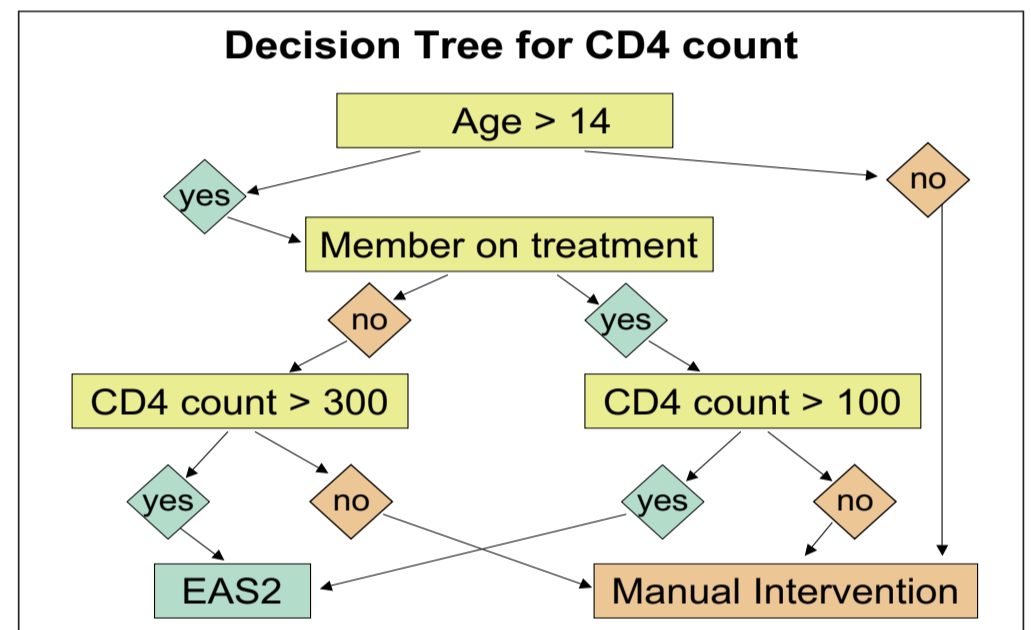 Decision Tree for CD4 count
Age > 14
yes
no
Member on treatment
no
yes
CD4 count > 300
CD4 count > 100
yes
no
yes
no
EAS2
Manual Intervention